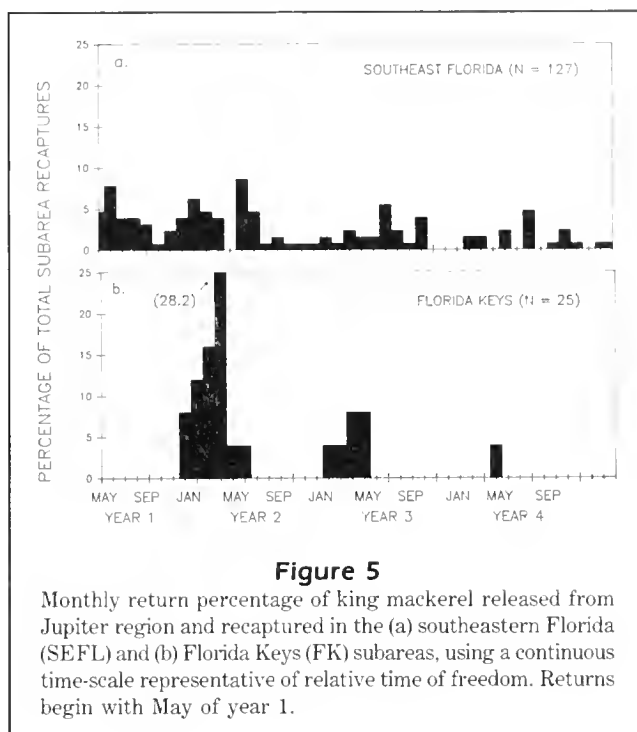 25
20
15
10
5
0
a.
SOUTHEAST FLORIDA (N = 127)
PERCENTAGE OF TOTAL SUBAREA RECAPTURES
25
20
15
10
5
0
b.
(28.2)
FLORIDA KEYS (N = 25)
MAY SEP JAN MAY SEP JAN MAY SEP JAN MAY SEP
YEAR 1 YEAR 2 YEAR 3 YEAR 4
Figure 5
Monthly return percentage of king mackerel released from
Jupiter region and recaptured in the (a) southeastern Florida
(SEFL) and (b) Florida Keys (FK) subareas, using a continuous
time-scale representative of relative time of freedom. Returns
begin with May of year 1.